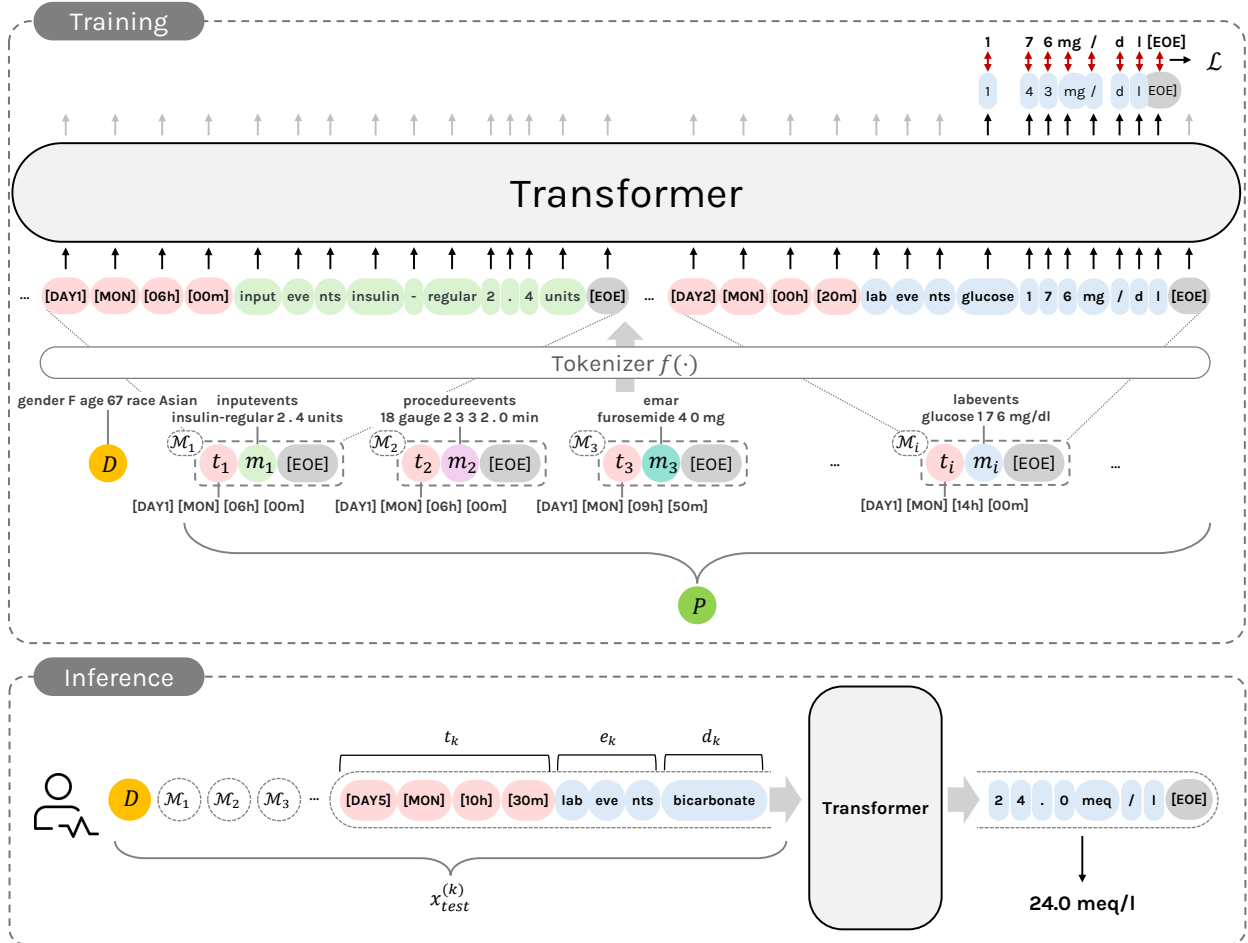 Training
1 7 6 mg / d l [EOE]
ℒ
1 4 3 mg / d l [EOE]
Transformer
... [DAY1] [MON] [06h] [00m] input eve nts insulin - regular 2 . 4 units [EOE] ... [DAY2] [MON] [00h] [20m] lab eve nts glucose 1 7 6 mg / d l [EOE]
Tokenizer f(·)
gender F age 67 race Asian
inputevents
insulin-regular 2 . 4 units
procedureevents
18 gauge 2 3 3 2 . 0 min
emar
furosemide 4 0 mg
labevents
glucose 1 7 6 mg/dl
D
ℳ1 t1 m1 [EOE]
ℳ2 t2 m2 [EOE]
ℳ3 t3 m3 [EOE]
...
ℳi ti mi [EOE]
...
[DAY1] [MON] [06h] [00m]
[DAY1] [MON] [06h] [00m]
[DAY1] [MON] [09h] [50m]
[DAY1] [MON] [14h] [00m]
P
Inference
tk ek dk
D ℳ1 ℳ2 ℳ3 ... [DAY5] [MON] [10h] [30m] lab eve nts bicarbonate
Transformer
2 4 . 0 meq / l [EOE]
x_test^(k)
24.0 meq/l